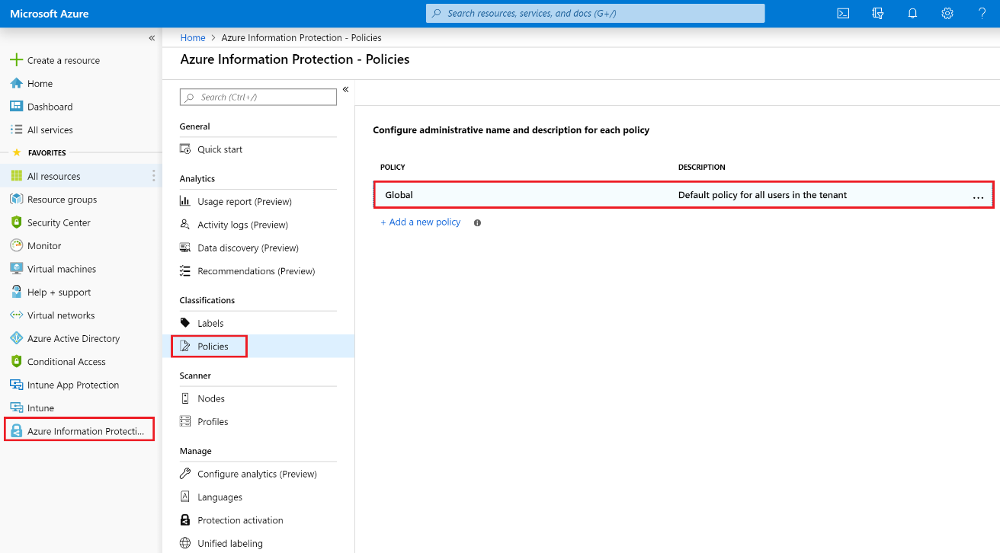 Microsoft Azure
Search resources, services, and docs (G+/)
«
Create a resource
Home
Dashboard
All services
FAVORITES
All resources
Resource groups
Security Center
Monitor
Virtual machines
Help + support
Virtual networks
Azure Active Directory
Conditional Access
Intune App Protection
Intune
Azure Information Protecti...
Home > Azure Information Protection - Policies
Azure Information Protection - Policies
Search (Ctrl+/)
«
General
Quick start
Analytics
Usage report (Preview)
Activity logs (Preview)
Data discovery (Preview)
Recommendations (Preview)
Classifications
Labels
Policies
Scanner
Nodes
Profiles
Manage
Configure analytics (Preview)
Languages
Protection activation
Unified labeling
Configure administrative name and description for each policy
POLICY DESCRIPTION
Global Default policy for all users in the tenant ...
+ Add a new policy